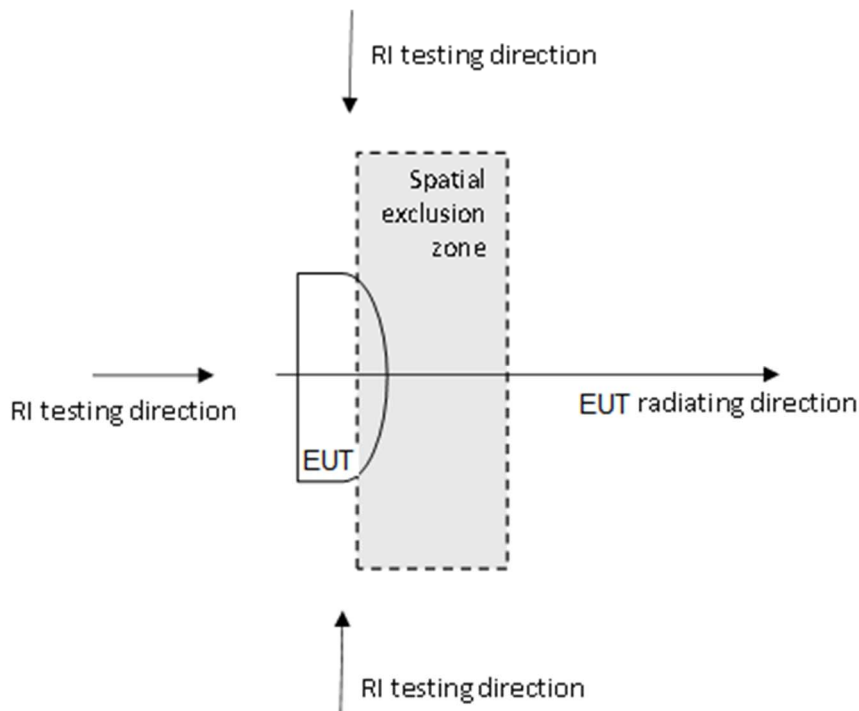 RI testing direction
Spatial
exclusion
zone
RI testing direction
EUT radiating direction
EUT
RI testing direction